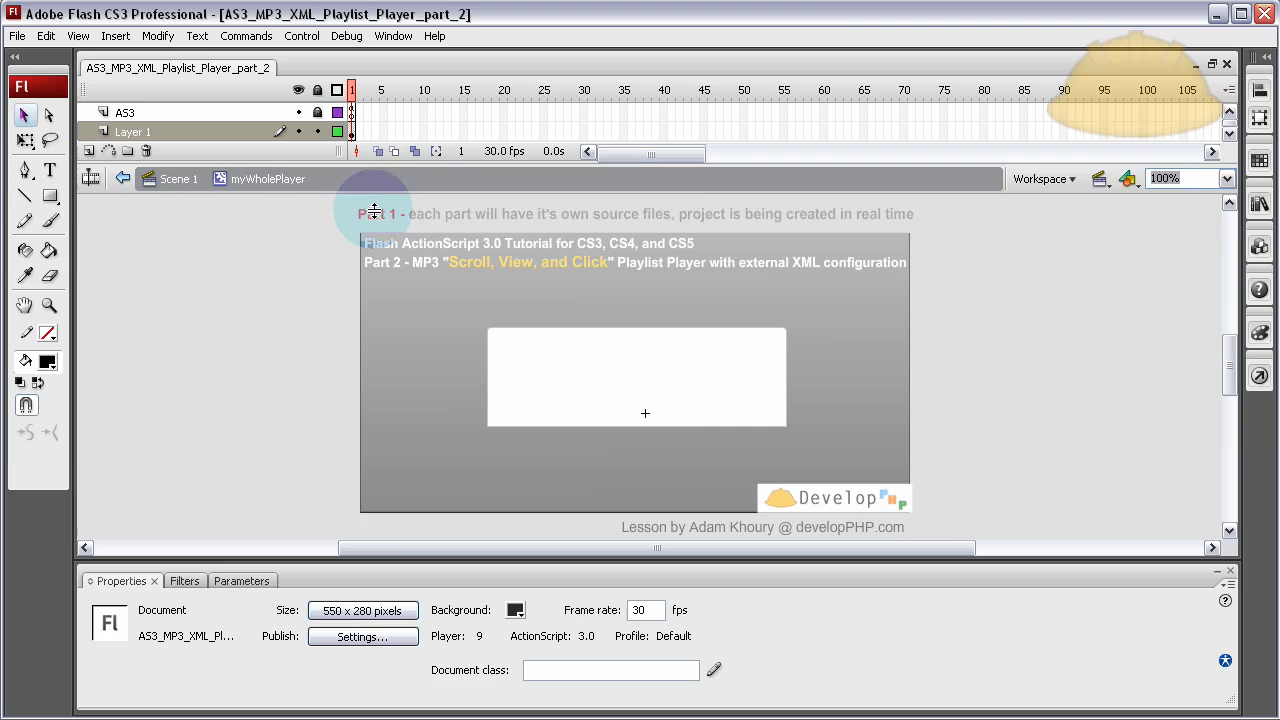 Adobe Flash CS3 Professional - [AS3_MP3_XML_Playlist_Player_part_2]
File Edit View Insert Modify Text Commands Control Debug Window Help
AS3_MP3_XML_Playlist_Player_part_2
Fl
1 5 10 15 20 25 30 35 40 45 50 55 60 65 70 75 80 85 90 95 100 105
AS3
Layer 1
1 30.0 fps 0.0s
Scene 1 myWholePlayer Workspace 100%
Part 1 - each part will have it's own source files, project is being created in real time
Flash ActionScript 3.0 Tutorial for CS3, CS4, and CS5
Part 2 - MP3 "Scroll, View, and Click" Playlist Player with external XML configuration
Develop PHP
Lesson by Adam Khoury @ developPHP.com
Properties Filters Parameters
Fl Document Size: 550 x 280 pixels Background: Frame rate: 30 fps
AS3_MP3_XML_Pl... Publish: Settings... Player: 9 ActionScript: 3.0 Profile: Default
Document class: